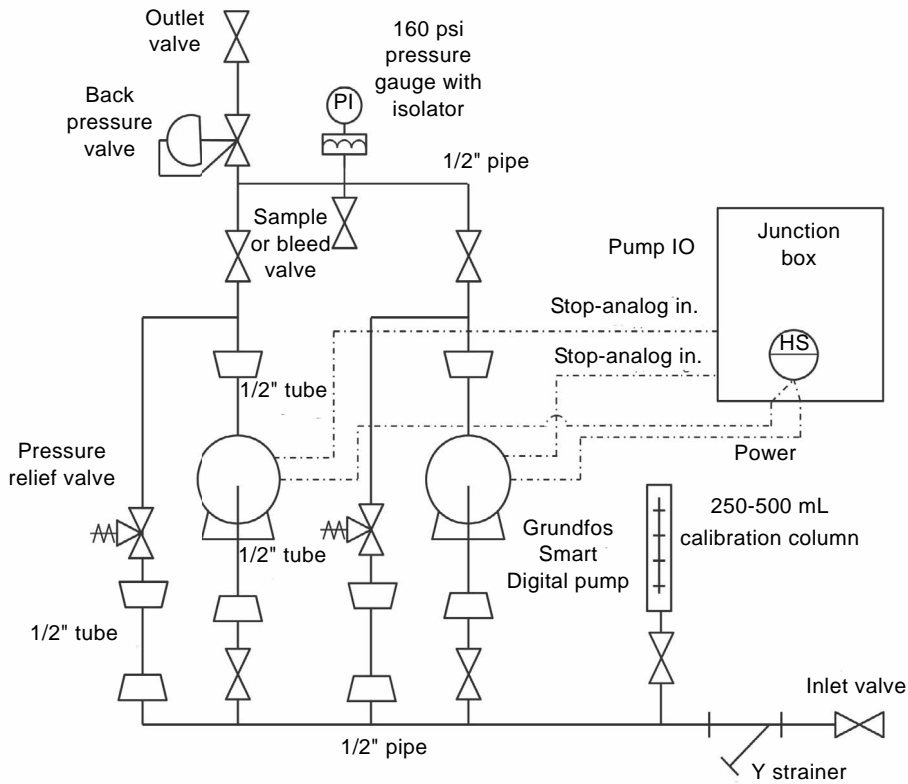 Outlet
valve
160 psi
pressure
gauge with
isolator
Back
pressure
valve
PI
1/2" pipe
Sample
or bleed
valve
Pump IO
Junction
box
Stop-analog in.
HS
Stop-analog in.
1/2" tube
Pressure
relief valve
Power
250-500 mL
calibration column
Grundfos
Smart
Digital pump
1/2" tube
1/2" tube
Inlet valve
1/2" pipe
Y strainer